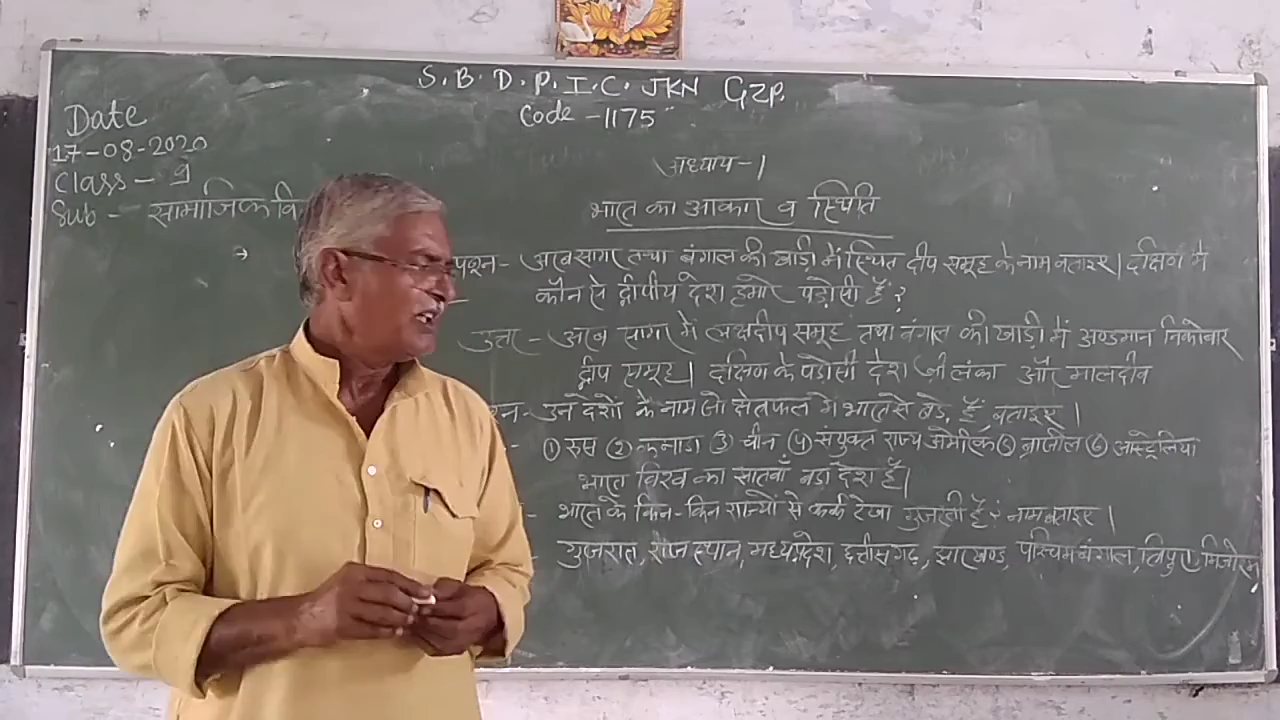 S. B. D. P. I. C. JKN GZP.
Code -1175
Date
17-08-2020
Class - 9
Sub - सामाजिक वि
अध्याय-1
भारत का आकार व स्थिति
प्रश्न- अरब सागर तथा बंगाल की खाड़ी में स्थित द्वीप समूह के नाम बताइए। दक्षिण में
कौन से द्वीपीय देश हमारे पड़ोसी हैं?
उत्तर - अरब सागर में लक्षद्वीप समूह तथा बंगाल की खाड़ी में अण्डमान निकोबार
द्वीप समूह। दक्षिण के पड़ोसी देश श्री लंका और मालदीव
उन देशों के नाम जो क्षेत्रफल में भारत से बड़े हैं, बताइए।
① रूस ② कनाडा ③ चीन ④ संयुक्त राज्य अमेरिका ⑤ ब्राजील ⑥ आस्ट्रेलिया
भारत विश्व का सातवाँ बड़ा देश है।
- भारत के किन-किन राज्यों से कर्क रेखा गुजरती है? नाम बताइए।
- गुजरात, राजस्थान, मध्यप्रदेश, छत्तीसगढ़, झारखण्ड, पश्चिम बंगाल, त्रिपुरा, मिजोरम